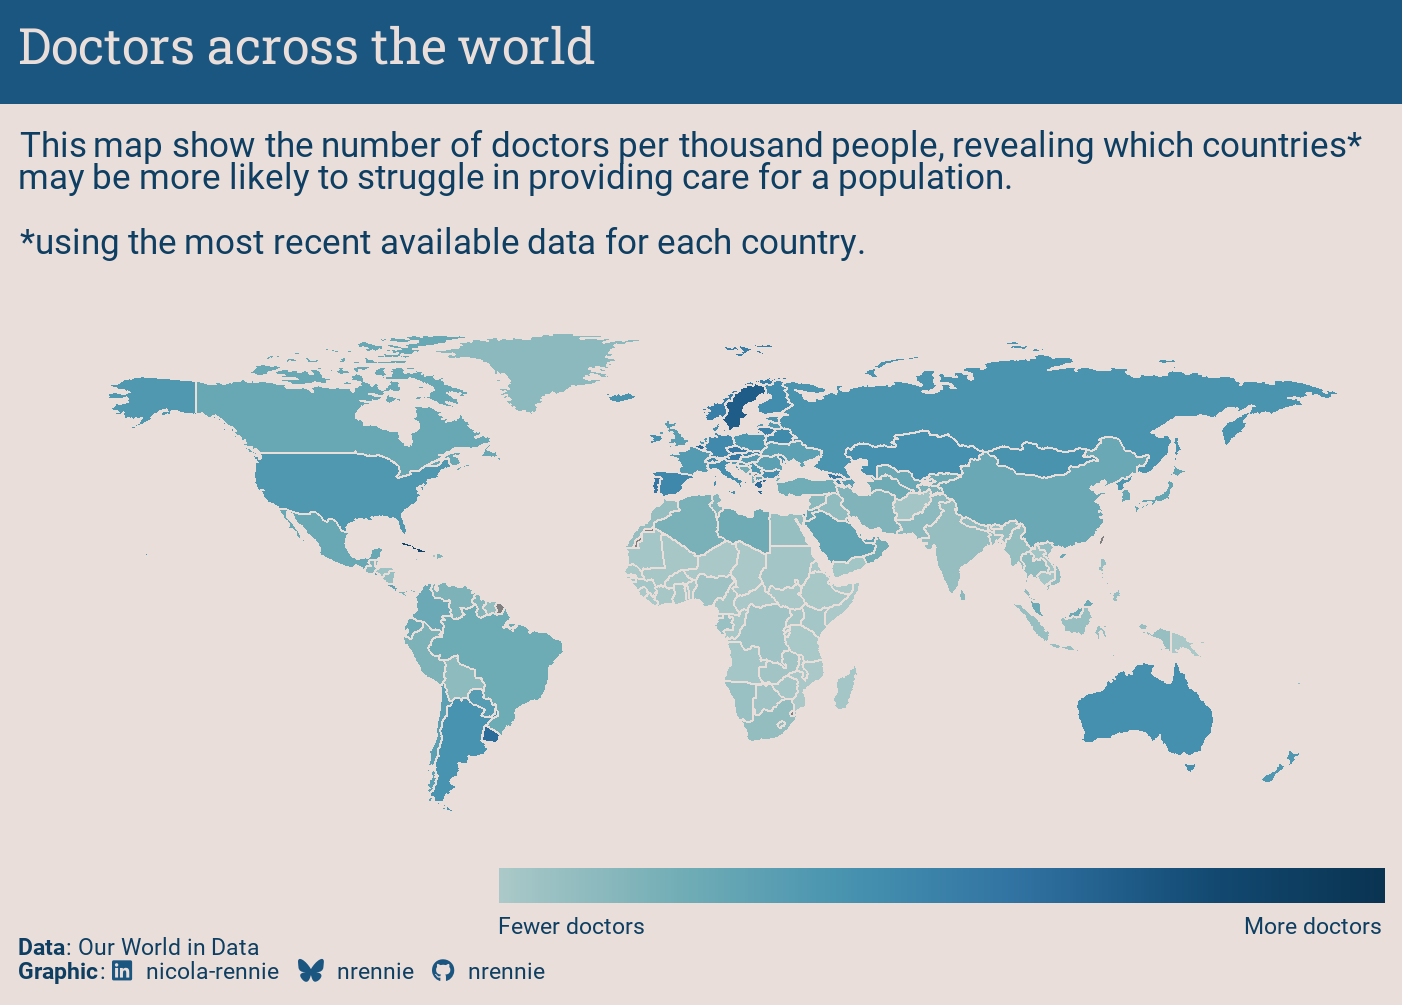 Doctors across the world
This map show the number of doctors per thousand people, revealing which countries*
may be more likely to struggle in providing care for a population.
*using the most recent available data for each country.
Fewer doctors
More doctors
Data: Our World in Data
Graphic: nicola-rennie nrennie nrennie